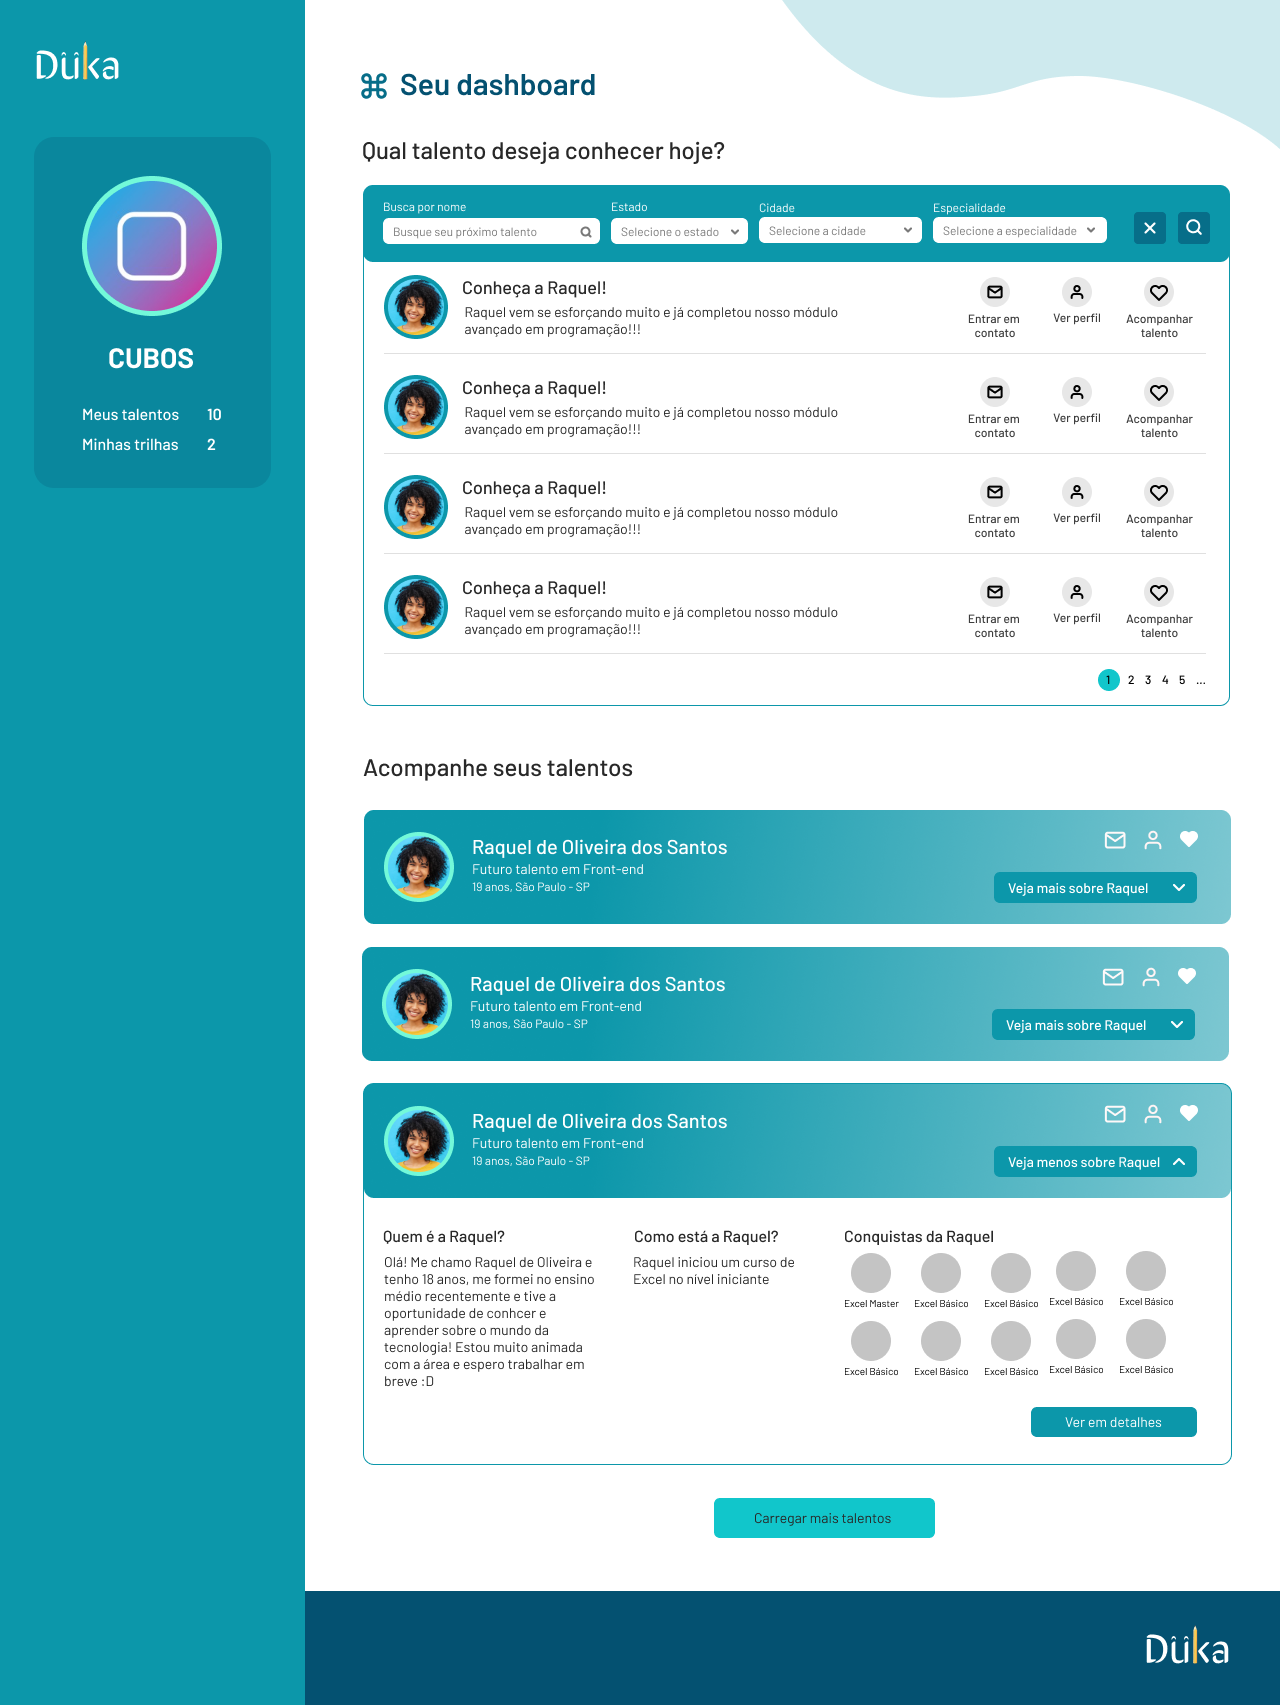 Dûka
CUBOS
Meus talentos 10
Minhas trilhas 2
Seu dashboard
Qual talento deseja conhecer hoje?
Busca por nome
Busque seu próximo talento
Estado
Selecione o estado
Cidade
Selecione a cidade
Especialidade
Selecione a especialidade
Conheça a Raquel!
Raquel vem se esforçando muito e já completou nosso módulo
avançado em programação!!!
Entrar em
contato
Ver perfil
Acompanhar
talento
Conheça a Raquel!
Raquel vem se esforçando muito e já completou nosso módulo
avançado em programação!!!
Entrar em
contato
Ver perfil
Acompanhar
talento
Conheça a Raquel!
Raquel vem se esforçando muito e já completou nosso módulo
avançado em programação!!!
Entrar em
contato
Ver perfil
Acompanhar
talento
Conheça a Raquel!
Raquel vem se esforçando muito e já completou nosso módulo
avançado em programação!!!
Entrar em
contato
Ver perfil
Acompanhar
talento
1 2 3 4 5 ...
Acompanhe seus talentos
Raquel de Oliveira dos Santos
Futuro talento em Front-end
19 anos, São Paulo - SP
Veja mais sobre Raquel
Raquel de Oliveira dos Santos
Futuro talento em Front-end
19 anos, São Paulo - SP
Veja mais sobre Raquel
Raquel de Oliveira dos Santos
Futuro talento em Front-end
19 anos, São Paulo - SP
Veja menos sobre Raquel
Quem é a Raquel?
Olá! Me chamo Raquel de Oliveira e
tenho 18 anos, me formei no ensino
médio recentemente e tive a
oportunidade de conhcer e
aprender sobre o mundo da
tecnologia! Estou muito animada
com a área e espero trabalhar em
breve :D
Como está a Raquel?
Raquel iniciou um curso de
Excel no nível iniciante
Conquistas da Raquel
Excel Master Excel Básico Excel Básico Excel Básico Excel Básico
Excel Básico Excel Básico Excel Básico Excel Básico Excel Básico
Ver em detalhes
Carregar mais talentos
Dûka